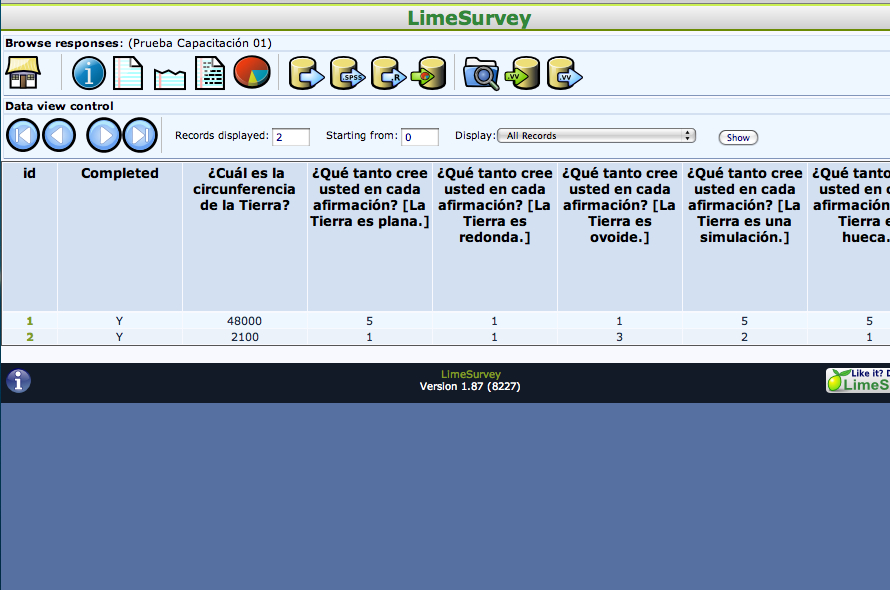 LimeSurvey
Browse responses: (Prueba Capacitación 01)
.SPSS
R
.VV
.VV
Data view control
Records displayed: 2 Starting from: 0 Display: All Records Show
id Completed ¿Cuál es la ¿Qué tanto cree ¿Qué tanto cree ¿Qué tanto cree ¿Qué tanto cree ¿Qué tanto
circunferencia usted en cada usted en cada usted en cada usted en cada usted en c
de la Tierra? afirmación? [La afirmación? [La afirmación? [La afirmación? [La afirmación
Tierra es plana.] Tierra es Tierra es Tierra es una Tierra e
redonda.] ovoide.] simulación.] hueca.
1 Y 48000 5 1 1 5 5
2 Y 2100 1 1 3 2 1
LimeSurvey
Version 1.87 (8227)
Like it? D
LimeS